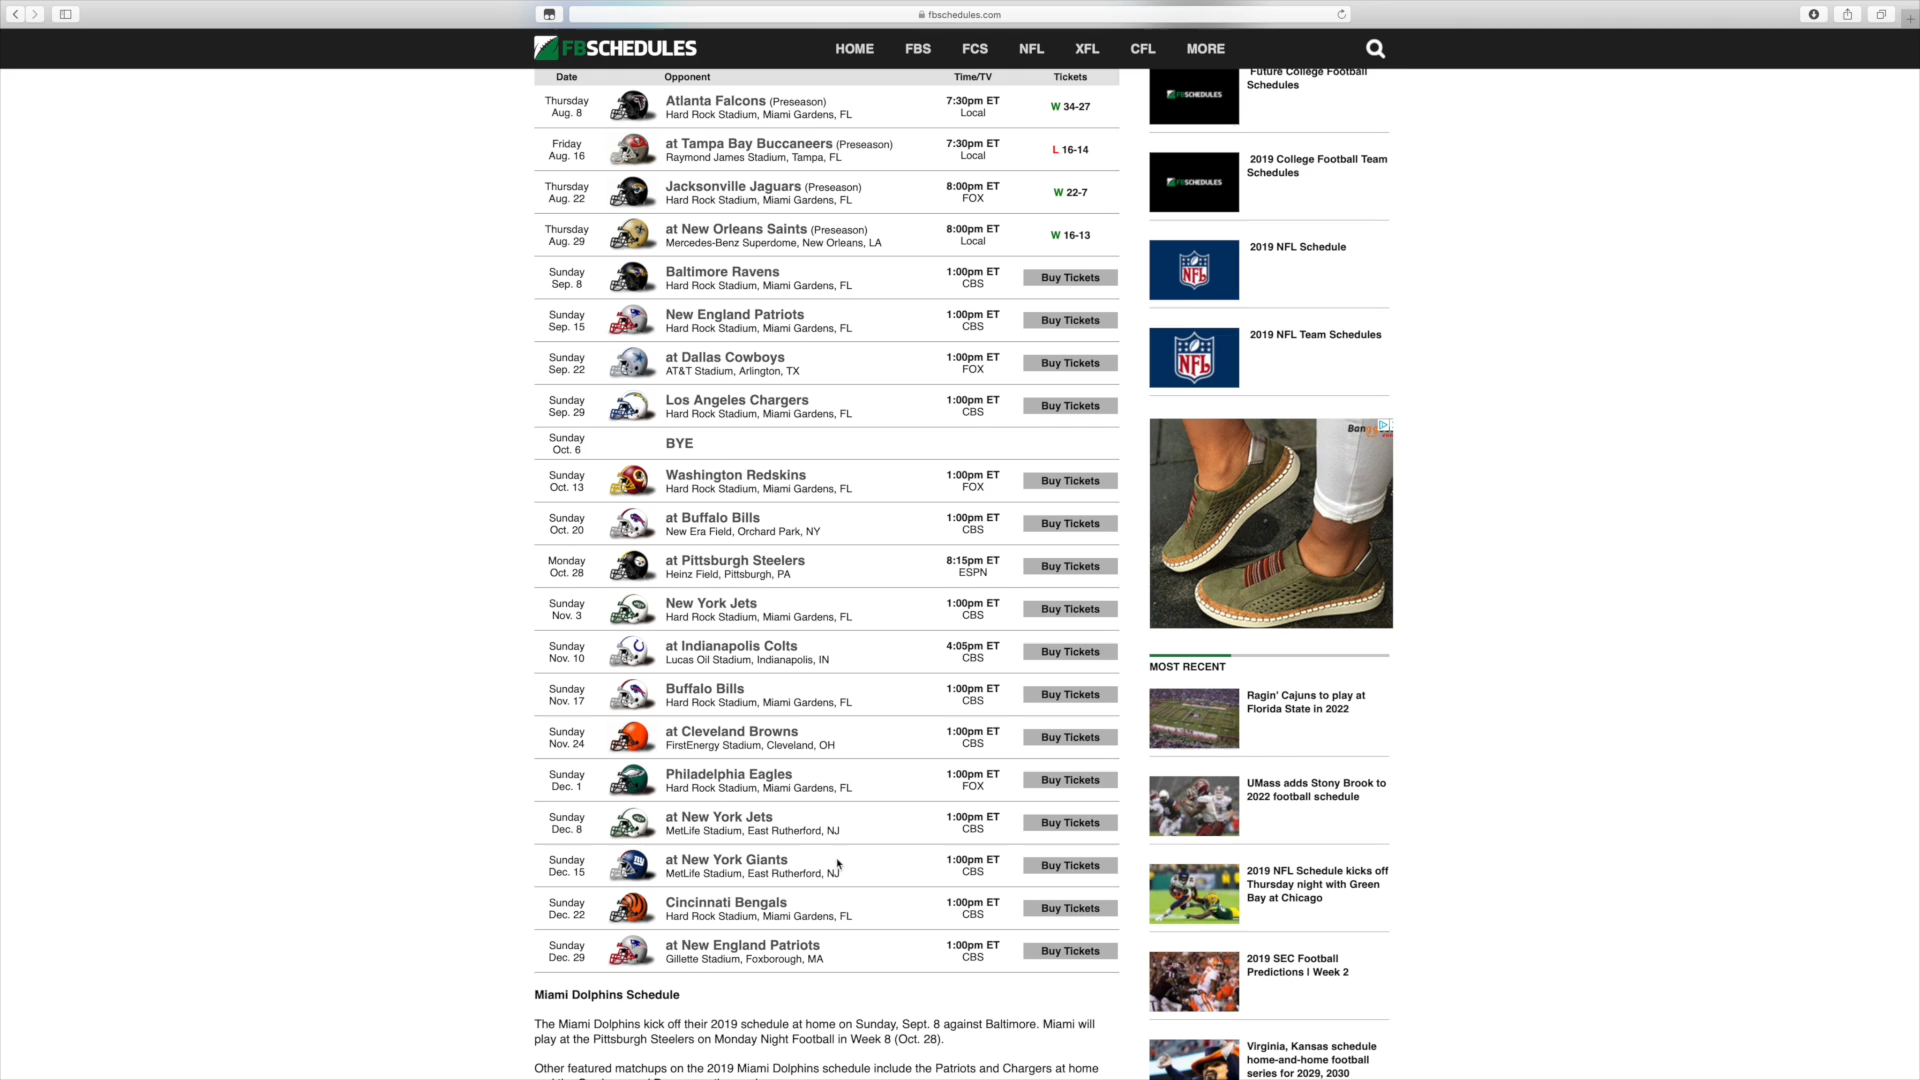 fbschedules.com
FBSCHEDULES HOME FBS FCS NFL XFL CFL MORE
Date Opponent Time/TV Tickets
Thursday Aug. 8
Atlanta Falcons (Preseason)
Hard Rock Stadium, Miami Gardens, FL
7:30pm ET
Local
W 34-27
Friday
Aug. 16
at Tampa Bay Buccaneers (Preseason)
Raymond James Stadium, Tampa, FL
7:30pm ET
Local
L 16-14
Thursday
Aug. 22
Jacksonville Jaguars (Preseason)
Hard Rock Stadium, Miami Gardens, FL
8:00pm ET
FOX
W 22-7
Thursday
Aug. 29
at New Orleans Saints (Preseason)
Mercedes-Benz Superdome, New Orleans, LA
8:00pm ET
Local
W 16-13
Sunday
Sep. 8
Baltimore Ravens
Hard Rock Stadium, Miami Gardens, FL
1:00pm ET
CBS
Buy Tickets
Sunday
Sep. 15
New England Patriots
Hard Rock Stadium, Miami Gardens, FL
1:00pm ET
CBS
Buy Tickets
Sunday
Sep. 22
at Dallas Cowboys
AT&T Stadium, Arlington, TX
1:00pm ET
FOX
Buy Tickets
Sunday
Sep. 29
Los Angeles Chargers
Hard Rock Stadium, Miami Gardens, FL
1:00pm ET
CBS
Buy Tickets
Sunday
Oct. 6
BYE
Sunday
Oct. 13
Washington Redskins
Hard Rock Stadium, Miami Gardens, FL
1:00pm ET
FOX
Buy Tickets
Sunday
Oct. 20
at Buffalo Bills
New Era Field, Orchard Park, NY
1:00pm ET
CBS
Buy Tickets
Monday
Oct. 28
at Pittsburgh Steelers
Heinz Field, Pittsburgh, PA
8:15pm ET
ESPN
Buy Tickets
Sunday
Nov. 3
New York Jets
Hard Rock Stadium, Miami Gardens, FL
1:00pm ET
CBS
Buy Tickets
Sunday
Nov. 10
at Indianapolis Colts
Lucas Oil Stadium, Indianapolis, IN
4:05pm ET
CBS
Buy Tickets
Sunday
Nov. 17
Buffalo Bills
Hard Rock Stadium, Miami Gardens, FL
1:00pm ET
CBS
Buy Tickets
Sunday
Nov. 24
at Cleveland Browns
FirstEnergy Stadium, Cleveland, OH
1:00pm ET
CBS
Buy Tickets
Sunday
Dec. 1
Philadelphia Eagles
Hard Rock Stadium, Miami Gardens, FL
1:00pm ET
FOX
Buy Tickets
Sunday
Dec. 8
at New York Jets
MetLife Stadium, East Rutherford, NJ
1:00pm ET
CBS
Buy Tickets
Sunday
Dec. 15
at New York Giants
MetLife Stadium, East Rutherford, NJ
1:00pm ET
CBS
Buy Tickets
Sunday
Dec. 22
Cincinnati Bengals
Hard Rock Stadium, Miami Gardens, FL
1:00pm ET
CBS
Buy Tickets
Sunday
Dec. 29
at New England Patriots
Gillette Stadium, Foxborough, MA
1:00pm ET
CBS
Buy Tickets
Miami Dolphins Schedule
The Miami Dolphins kick off their 2019 schedule at home on Sunday, Sept. 8 against Baltimore. Miami will
play at the Pittsburgh Steelers on Monday Night Football in Week 8 (Oct. 28).
Other featured matchups on the 2019 Miami Dolphins schedule include the Patriots and Chargers at home
FBSCHEDULES
Future College Football
Schedules
FBSCHEDULES
2019 College Football Team
Schedules
NFL
2019 NFL Schedule
NFL
2019 NFL Team Schedules
MOST RECENT
Ragin' Cajuns to play at
Florida State in 2022
UMass adds Stony Brook to
2022 football schedule
2019 NFL Schedule kicks off
Thursday night with Green
Bay at Chicago
2019 SEC Football
Predictions | Week 2
Virginia, Kansas schedule
home-and-home football
series for 2029, 2030